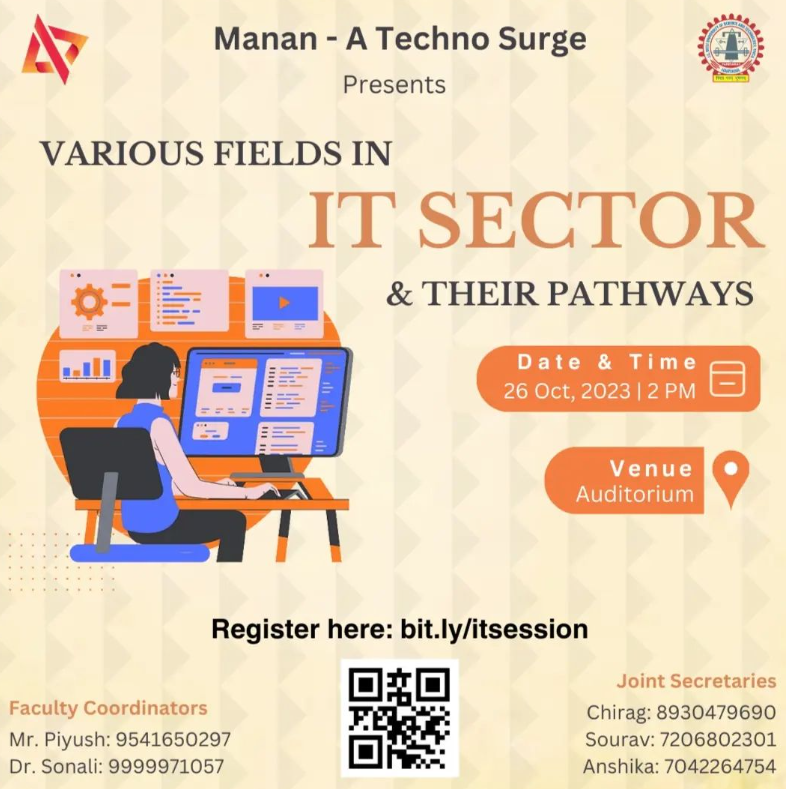 Manan - A Techno Surge
Presents
VARIOUS FIELDS IN
IT SECTOR
& THEIR PATHWAYS
Date & Time
26 Oct, 2023 | 2 PM
Venue
Auditorium
Register here: bit.ly/itsession
Faculty Coordinators
Mr. Piyush: 9541650297
Dr. Sonali: 9999971057
Joint Secretaries
Chirag: 8930479690
Sourav: 7206802301
Anshika: 7042264754